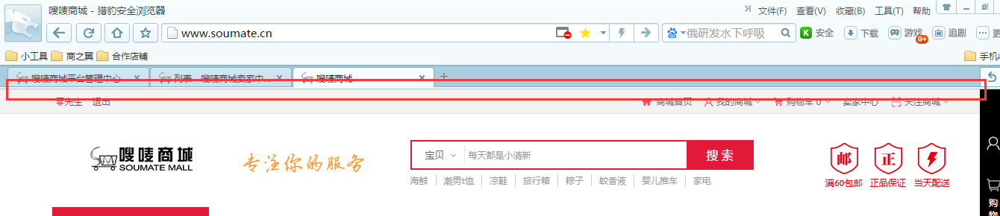 嗖唛商城 - 猎豹安全浏览器
文件(F) 查看(V) 收藏(B) 工具(T) 帮助
www.soumate.cn 俄研发水下呼吸 K 安全 下载 游戏 9+ 追剧
小工具 商之翼 合作店铺 手机
嗖唛商城平台管理中心 列表 - 嗖唛商城卖家中... 嗖唛商城
零先生 退出 商城首页 我的商城 购物车 0 卖家中心 关注商城
嗖唛商城
SOUMATE MALL
专注你的服务
宝贝 每天都是小清新 搜索
海鲜 潮男t恤 凉鞋 旅行箱 粽子 蚊香液 婴儿推车 家电
邮 正
满60包邮 正品保证 当天配送
购
物